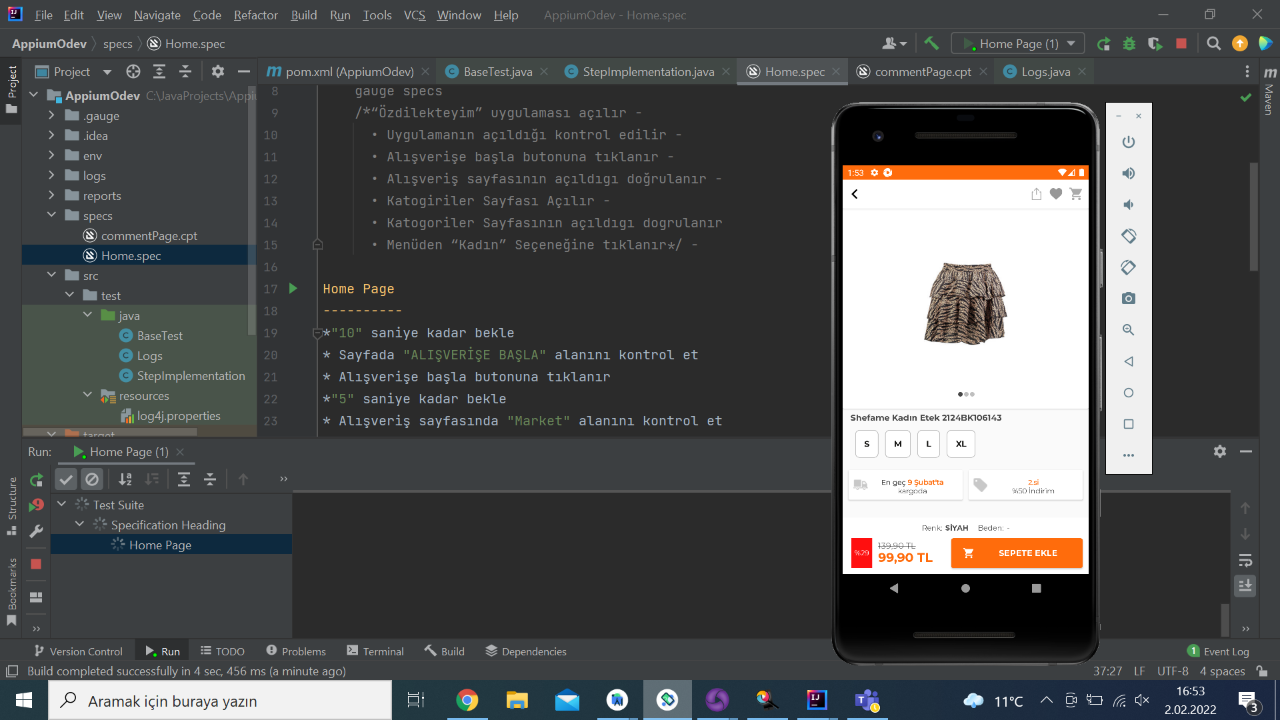 File Edit View Navigate Code Refactor Build Run Tools VCS Window Help AppiumOdev - Home.spec
AppiumOdev specs Home.spec
Home Page (1)
Project
pom.xml (AppiumOdev)
BaseTest.java
StepImplementation.java
Home.spec
commentPage.cpt
Logs.java
Project
Maven
AppiumOdev C:\JavaProjects\Appi
.gauge
.idea
env
logs
reports
specs
commentPage.cpt
Home.spec
src
test
java
BaseTest
Logs
StepImplementation
resources
log4j.properties
target
8 gauge specs
9 /*“Özdilekteyim” uygulaması açılır -
10 • Uygulamanın açıldığı kontrol edilir -
11 • Alışverişe başla butonuna tıklanır -
12 • Alışveriş sayfasının açıldıgı doğrulanır -
13 • Katogiriler Sayfası Açılır -
14 • Katogoriler Sayfasının açıldıgı dogrulanır
15 • Menüden “Kadın” Seçeneğine tıklanır*/ -
16
17 Home Page
18 ----------
19 *"10" saniye kadar bekle
20 * Sayfada "ALIŞVERİŞE BAŞLA" alanını kontrol et
21 * Alışverişe başla butonuna tıklanır
22 *"5" saniye kadar bekle
23 * Alışveriş sayfasında "Market" alanını kontrol et
1:53
Shefame Kadın Etek 2124BK106143
S M L XL
En geç 9 Şubat'ta
kargoda
2.si
%50 İndirim
Renk: SİYAH Beden: -
%29
139,90 TL
99,90 TL
SEPETE EKLE
Run: Home Page (1)
Test Suite
Specification Heading
Home Page
Structure
Bookmarks
Version Control Run TODO Problems Terminal Build Dependencies
1 Event Log
Build completed successfully in 4 sec, 456 ms (a minute ago)
37:27 LF UTF-8 4 spaces
Aramak için buraya yazın
11°C
16:53
2.02.2022
3